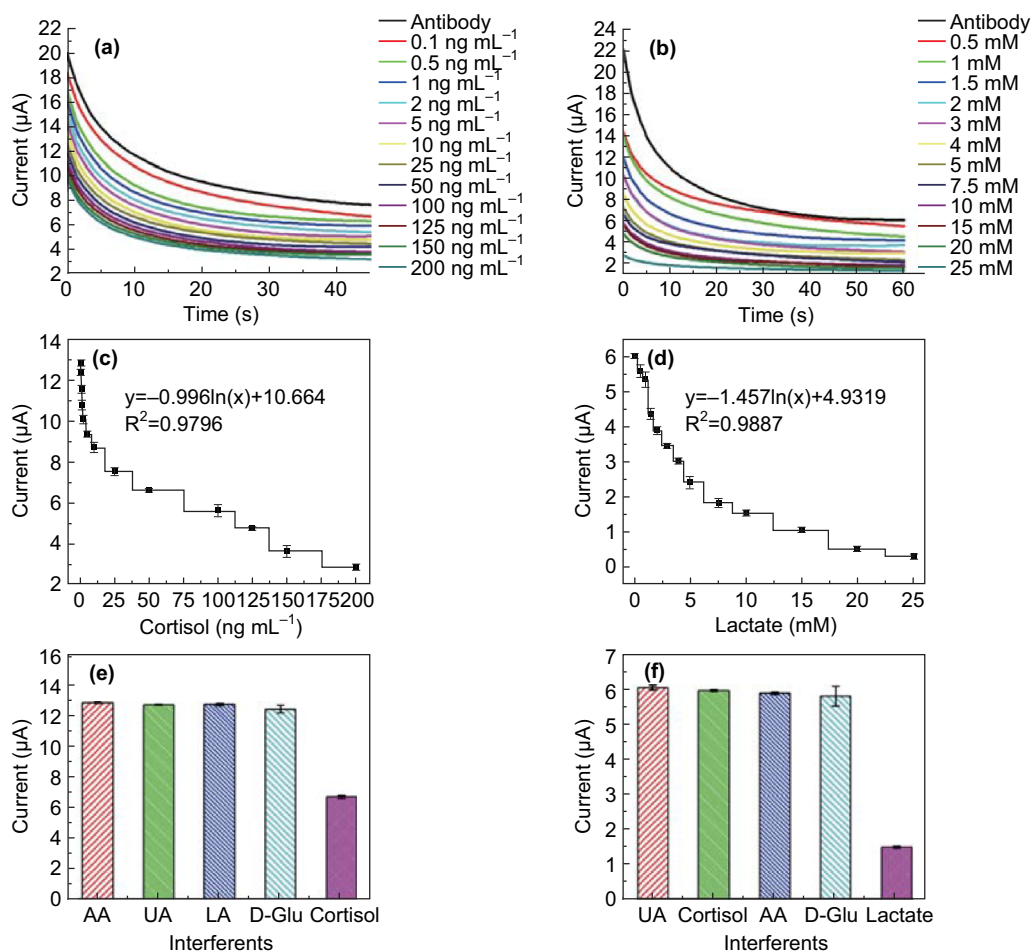 (a)
Current (µA)
20
18
16
14
12
10
8
6
4
2
0 10 20 30 40
Time (s)
Antibody
0.1 ng mL⁻¹
0.5 ng mL⁻¹
1 ng mL⁻¹
2 ng mL⁻¹
5 ng mL⁻¹
10 ng mL⁻¹
25 ng mL⁻¹
50 ng mL⁻¹
100 ng mL⁻¹
125 ng mL⁻¹
150 ng mL⁻¹
200 ng mL⁻¹
(b)
Current (µA)
24
22
20
18
16
14
12
10
8
6
4
2
0 10 20 30 40 50 60
Time (s)
Antibody
0.5 mM
1 mM
1.5 mM
2 mM
3 mM
4 mM
5 mM
7.5 mM
10 mM
15 mM
20 mM
25 mM
(c)
y=–0.996ln(x)+10.664
R²=0.9796
Current (µA)
14
12
10
8
6
4
2
0 25 50 75 100 125 150 175 200
Cortisol (ng mL⁻¹)
(d)
y=–1.457ln(x)+4.9319
R²=0.9887
Current (µA)
6
5
4
3
2
1
0
0 5 10 15 20 25
Lactate (mM)
(e)
Current (µA)
16
14
12
10
8
6
4
2
0
AA UA LA D-Glu Cortisol
Interferents
(f)
Current (µA)
7
6
5
4
3
2
1
0
UA Cortisol AA D-Glu Lactate
Interferents